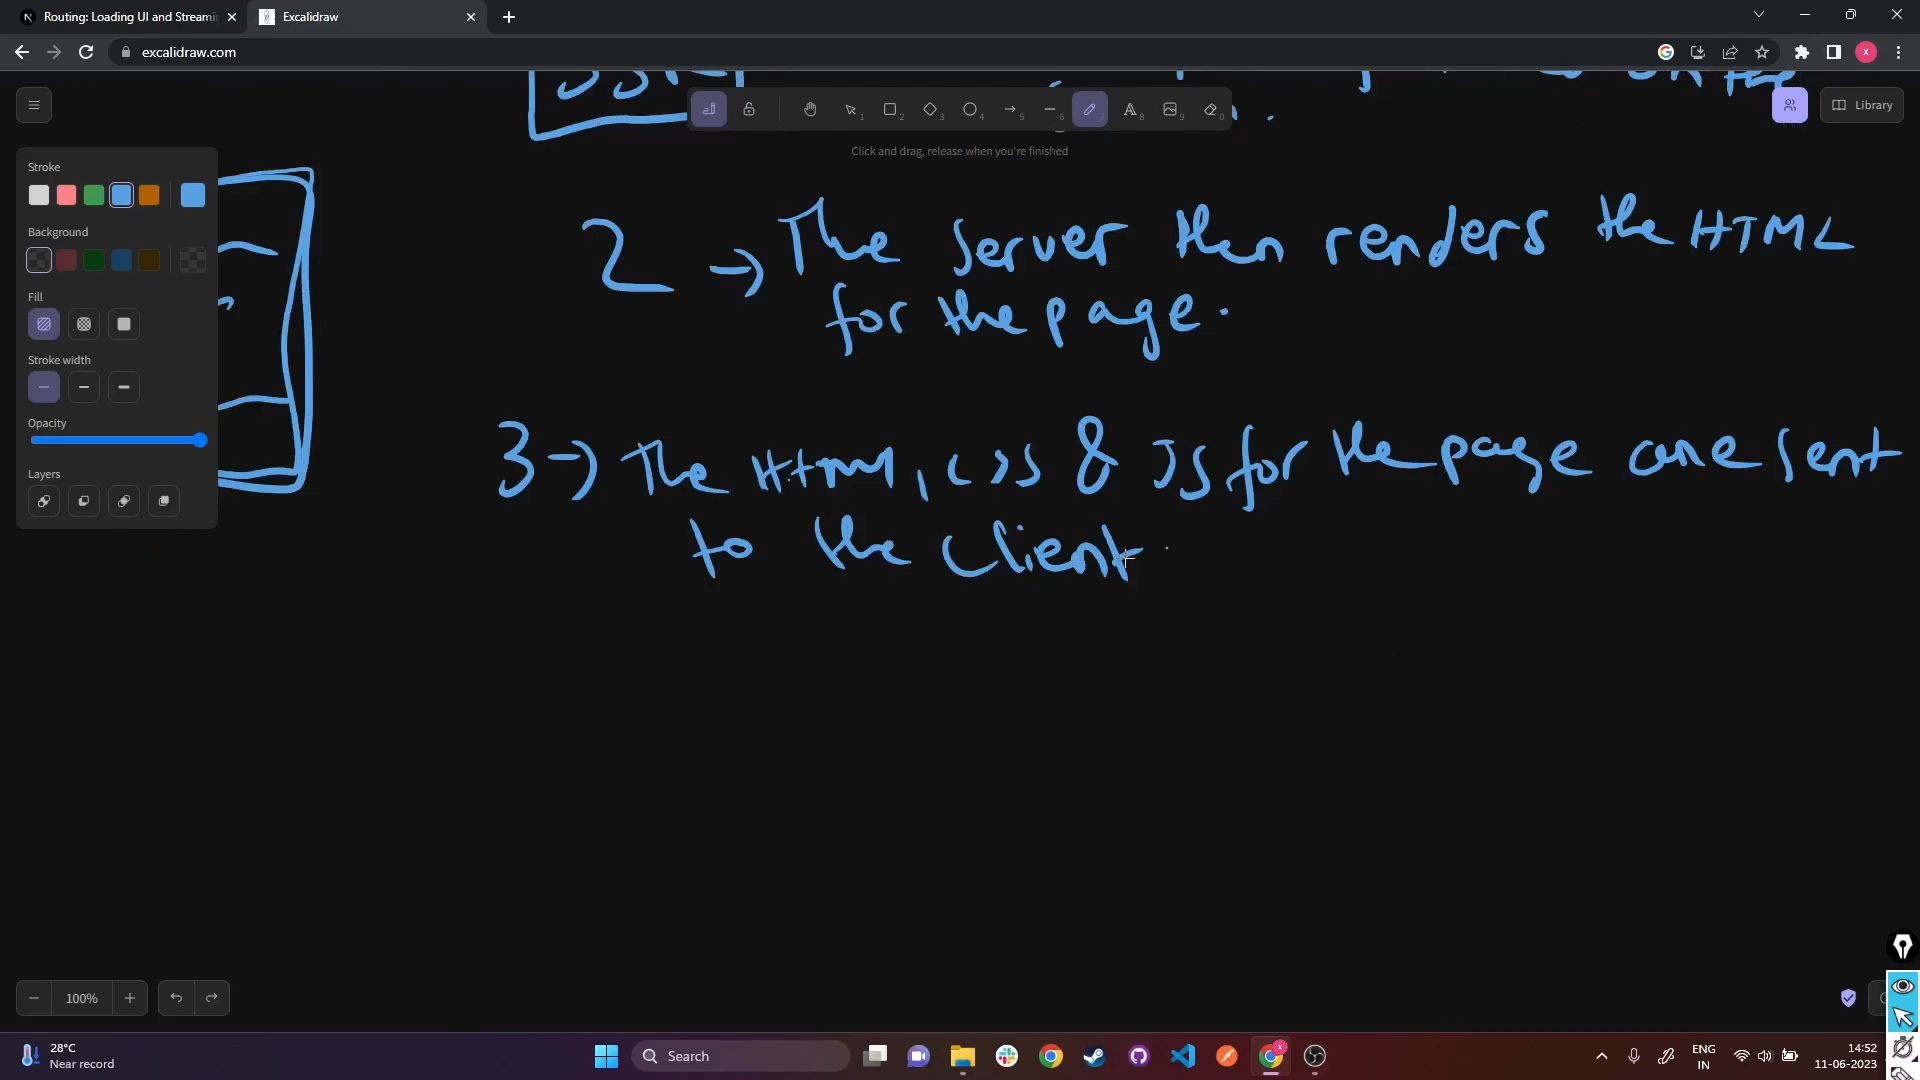 Routing: Loading UI and Streamin
Excalidraw
excalidraw.com
Library
Click and drag, release when you're finished
Stroke
Background
Fill
Stroke width
Opacity
Layers
2 → The server then renders the HTML
for the page.
3 → The Html, css & JS for the page are sent
to the client
100%
28°C
Near record
Search
ENG
IN
14:52
11-06-2023